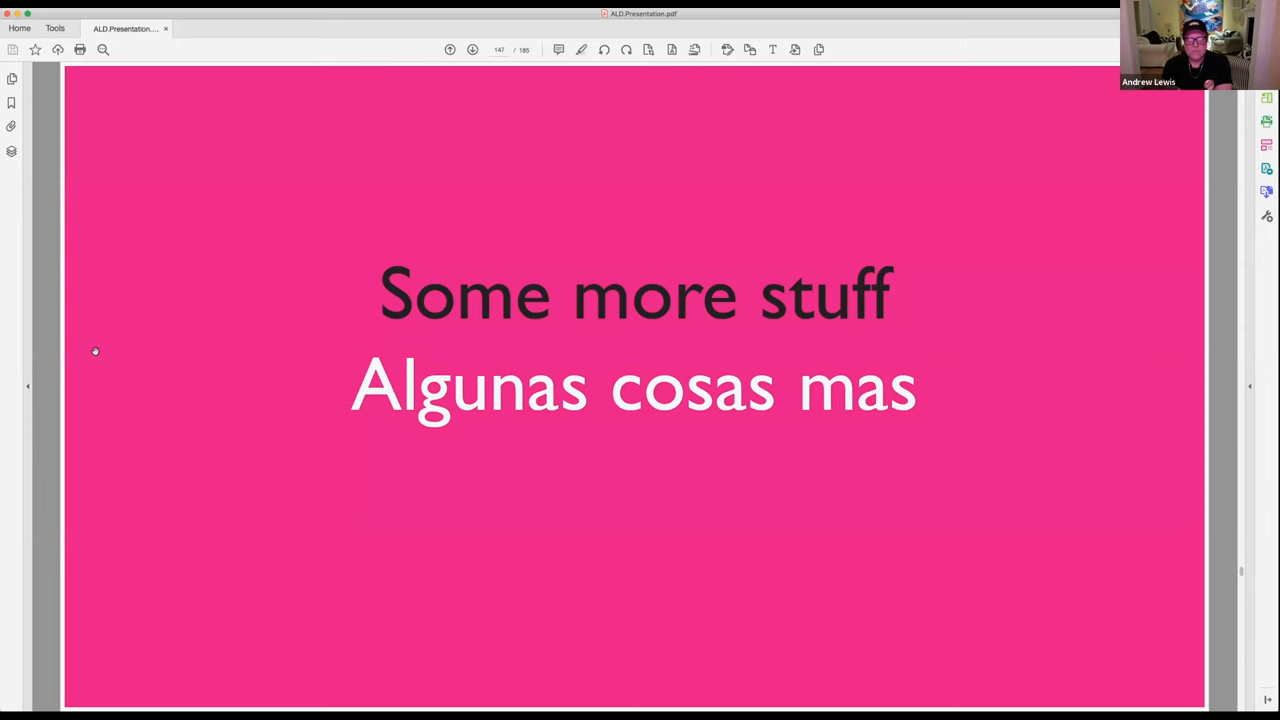 ALD.Presentation.pdf
Home
Tools
ALD.Presentation....
147 / 185
Andrew Lewis
Some more stuff
Algunas cosas mas